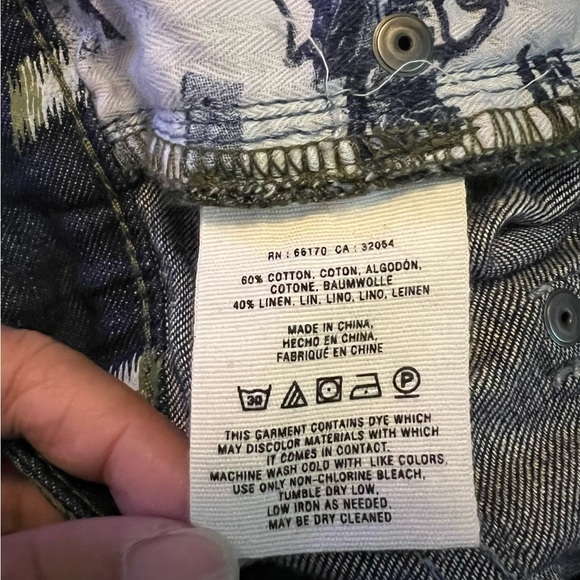 RN : 66170 CA : 32054
60% COTTON, COTON, ALGODÓN,
COTONE, BAUMWOLLE
40% LINEN, LIN, LINO, LINO, LEINEN
MADE IN CHINA,
HECHO EN CHINA,
FABRIQUÉ EN CHINE
30 P
THIS GARMENT CONTAINS DYE WHICH
MAY DISCOLOR MATERIALS WITH WHICH
IT COMES IN CONTACT.
MACHINE WASH COLD WITH LIKE COLORS,
USE ONLY NON-CHLORINE BLEACH,
TUMBLE DRY LOW,
LOW IRON AS NEEDED,
MAY BE DRY CLEANED